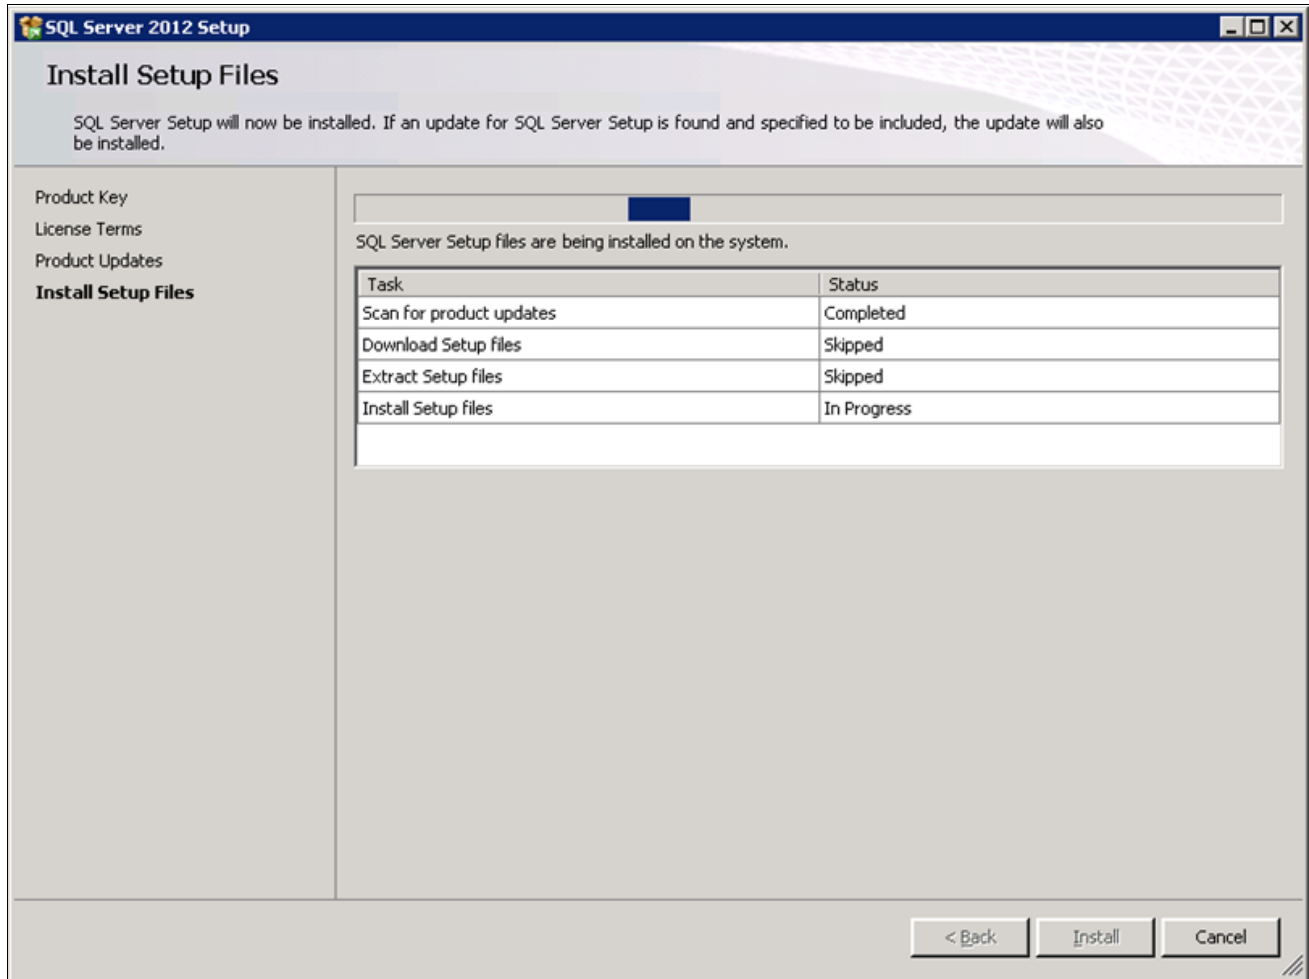 SQL Server 2012 Setup
Install Setup Files
SQL Server Setup will now be installed. If an update for SQL Server Setup is found and specified to be included, the update will also
be installed.
Product Key
License Terms
Product Updates
Install Setup Files
SQL Server Setup files are being installed on the system.
Task Status
Scan for product updates Completed
Download Setup files Skipped
Extract Setup files Skipped
Install Setup files In Progress
< Back Install Cancel